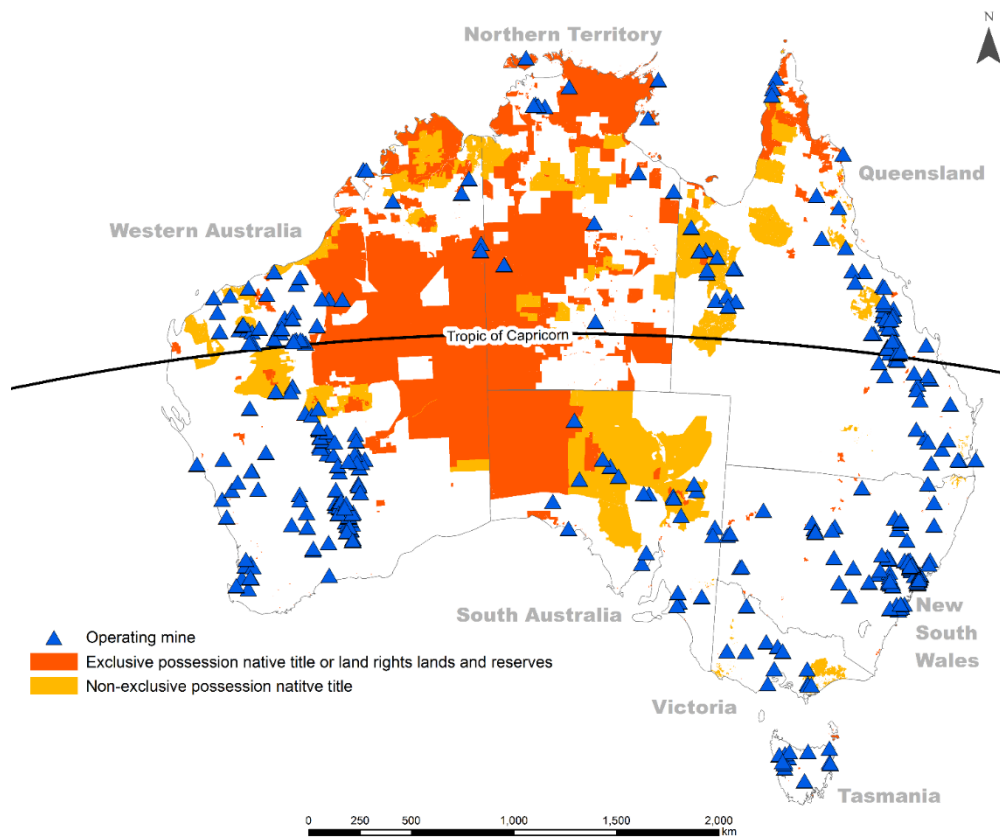 N
Northern Territory
Queensland
Western Australia
Tropic of Capricorn
South Australia
New
South
Wales
Operating mine
Exclusive possession native title or land rights lands and reserves
Non-exclusive possession natitve title
Victoria
Tasmania
0 250 500 1,000 1,500 2,000
km